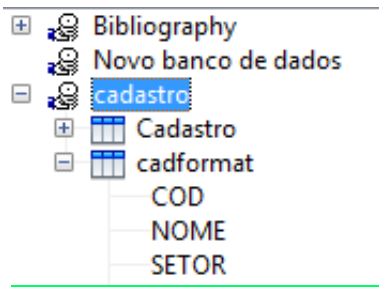 Bibliography
Novo banco de dados
cadastro
Cadastro
cadformat
COD
NOME
SETOR